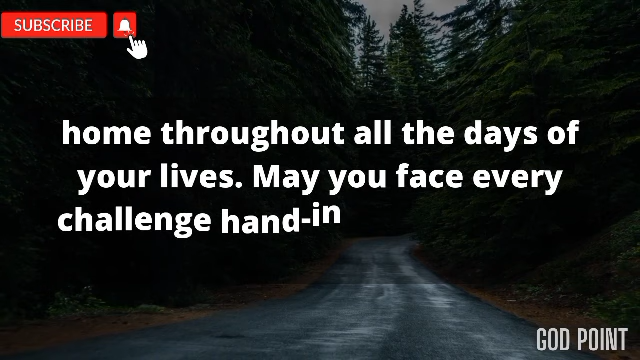 SUBSCRIBE
home throughout all the days of
your lives. May you face every
challenge hand-in
GOD POINT